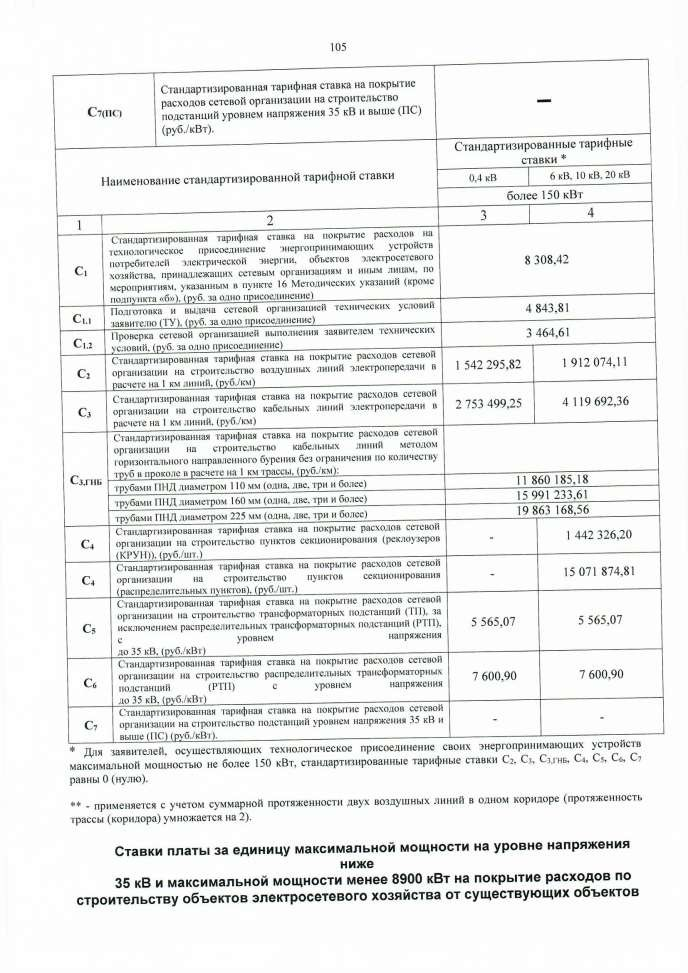 105
С7(ПС)
Стандартизированная тарифная ставка на покрытие
расходов сетевой организации на строительство
подстанций уровнем напряжения 35 кВ и выше (ПС)
(руб./кВт).
—
Наименование стандартизированной тарифной ставки
Стандартизированные тарифные
ставки *
0,4 кВ
6 кВ, 10 кВ, 20 кВ
более 150 кВт
1
2
3
4
С1
Стандартизированная тарифная ставка на покрытие расходов на
технологическое присоединение энергопринимающих устройств
потребителей электрической энергии, объектов электросетевого
хозяйства, принадлежащих сетевым организациям и иным лицам, по
мероприятиям, указанным в пункте 16 Методических указаний (кроме
подпункта «б»), (руб. за одно присоединение)
8 308,42
С1.1
Подготовка и выдача сетевой организацией технических условий
заявителю (ТУ), (руб. за одно присоединение)
4 843,81
С1.2
Проверка сетевой организацией выполнения заявителем технических
условий, (руб. за одно присоединение)
3 464,61
С2
Стандартизированная тарифная ставка на покрытие расходов сетевой
организации на строительство воздушных линий электропередачи в
расчете на 1 км линий, (руб./км)
1 542 295,82
1 912 074,11
С3
Стандартизированная тарифная ставка на покрытие расходов сетевой
организации на строительство кабельных линий электропередачи в
расчете на 1 км линий, (руб./км)
2 753 499,25
4 119 692,36
С3,ГНБ
Стандартизированная тарифная ставка на покрытие расходов сетевой
организации на строительство кабельных линий методом
горизонтального направленного бурения без ограничения по количеству
труб в проколе в расчете на 1 км трассы, (руб./км):
трубами ПНД диаметром 110 мм (одна, две, три и более)
11 860 185,18
трубами ПНД диаметром 160 мм (одна, две, три и более)
15 991 233,61
трубами ПНД диаметром 225 мм (одна, две, три и более)
19 863 168,56
С4
Стандартизированная тарифная ставка на покрытие расходов сетевой
организации на строительство пунктов секционирования (реклоузеров
(КРУН)), (руб./шт.)
-
1 442 326,20
С4
Стандартизированная тарифная ставка на покрытие расходов сетевой
организации на строительство пунктов секционирования
(распределительных пунктов), (руб./шт.)
-
15 071 874,81
С5
Стандартизированная тарифная ставка на покрытие расходов сетевой
организации на строительство трансформаторных подстанций (ТП), за
исключением распределительных трансформаторных подстанций (РТП),
с уровнем напряжения
до 35 кВ, (руб./кВт)
5 565,07
5 565,07
С6
Стандартизированная тарифная ставка на покрытие расходов сетевой
организации на строительство распределительных трансформаторных
подстанций (РТП) с уровнем напряжения
до 35 кВ, (руб./кВт)
7 600,90
7 600,90
С7
Стандартизированная тарифная ставка на покрытие расходов сетевой
организации на строительство подстанций уровнем напряжения 35 кВ и
выше (ПС) (руб./кВт).
-
-
* Для заявителей, осуществляющих технологическое присоединение своих энергопринимающих устройств
максимальной мощностью не более 150 кВт, стандартизированные тарифные ставки С2, С3, С3,ГНБ, С4, С5, С6, С7
равны 0 (нулю).
** - применяется с учетом суммарной протяженности двух воздушных линий в одном коридоре (протяженность
трассы (коридора) умножается на 2).
Ставки платы за единицу максимальной мощности на уровне напряжения
ниже
35 кВ и максимальной мощности менее 8900 кВт на покрытие расходов по
строительству объектов электросетевого хозяйства от существующих объектов